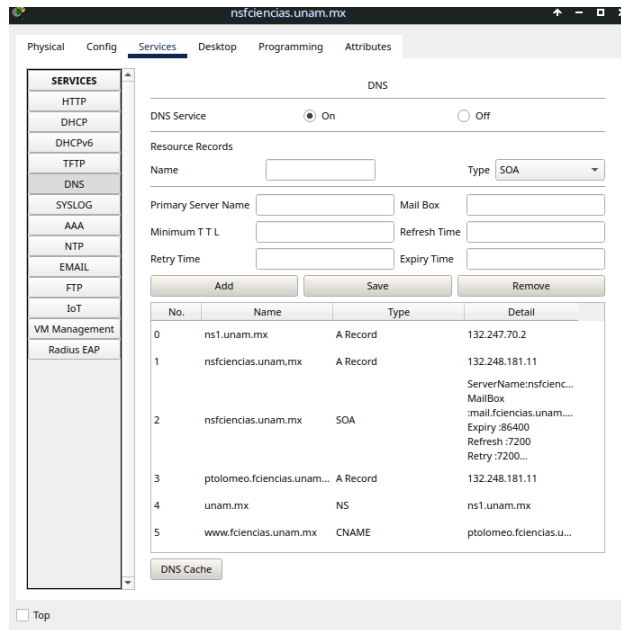 nsfciencias.unam.mx
Physical Config Services Desktop Programming Attributes
SERVICES
HTTP
DHCP
DHCPv6
TFTP
DNS
SYSLOG
AAA
NTP
EMAIL
FTP
IoT
VM Management
Radius EAP
DNS
DNS Service On Off
Resource Records
Name Type SOA
Primary Server Name Mail Box
Minimum T T L Refresh Time
Retry Time Expiry Time
Add Save Remove
No. Name Type Detail
0 ns1.unam.mx A Record 132.247.70.2
1 nsfciencias.unam,mx A Record 132.248.181.11
2 nsfciencias.unam.mx SOA ServerName:nsfcienc...
MailBox
:mail.fciencias.unam....
Expiry :86400
Refresh :7200
Retry :7200...
3 ptolomeo.fciencias.unam... A Record 132.248.181.11
4 unam.mx NS ns1.unam.mx
5 www.fciencias.unam.mx CNAME ptolomeo.fciencias.u...
DNS Cache
Top